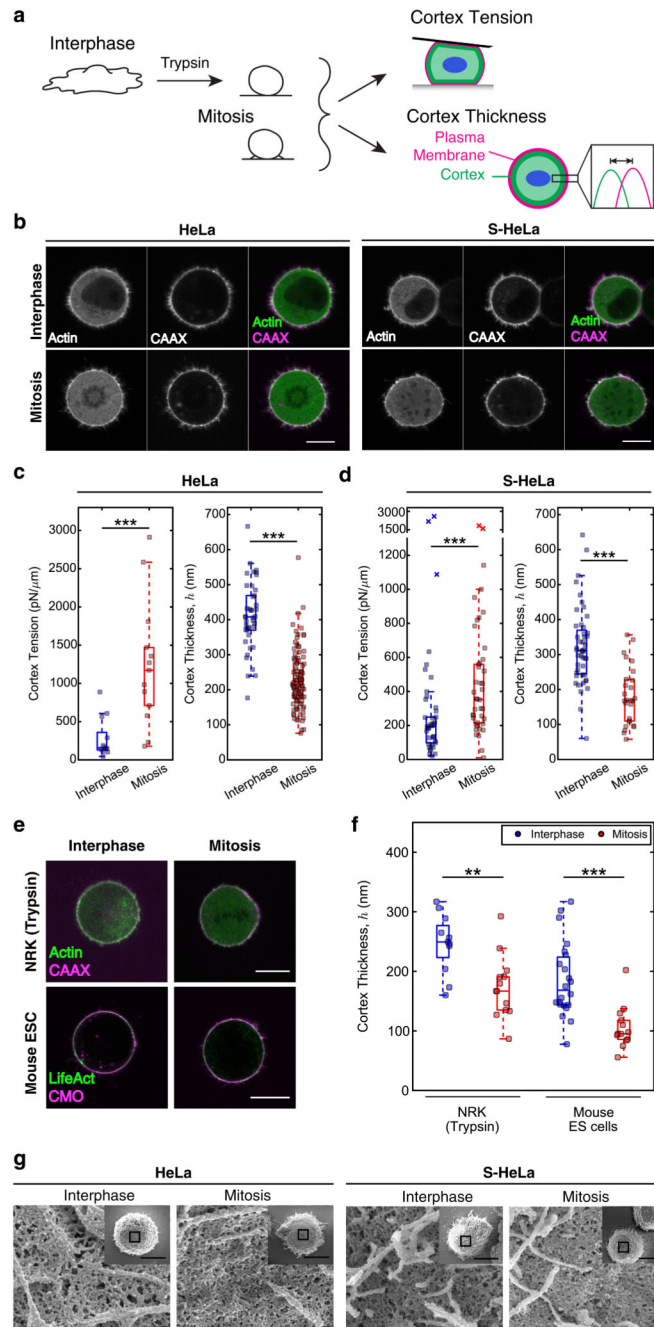 a
Interphase
Trypsin
Mitosis
Cortex Tension
Cortex Thickness
Plasma
Membrane
Cortex
b
HeLa
S-HeLa
Interphase
Actin
CAAX
Actin
CAAX
Actin
CAAX
Actin
CAAX
Mitosis
c
HeLa
Cortex Tension (pN/μm)
3000
2500
2000
1500
1000
500
0
***
Interphase
Mitosis
Cortex Thickness, h (nm)
700
600
500
400
300
200
100
0
***
Interphase
Mitosis
d
S-HeLa
Cortex Tension (pN/μm)
3000
1500
1200
1000
800
600
400
200
0
***
Interphase
Mitosis
Cortex Thickness, h (nm)
700
600
500
400
300
200
100
0
***
Interphase
Mitosis
e
Interphase
Mitosis
NRK (Trypsin)
Actin
CAAX
Mouse ESC
LifeAct
CMO
f
Interphase
Mitosis
Cortex Thickness, h (nm)
400
300
200
100
0
**
***
NRK
(Trypsin)
Mouse
ES cells
g
HeLa
S-HeLa
Interphase
Mitosis
Interphase
Mitosis